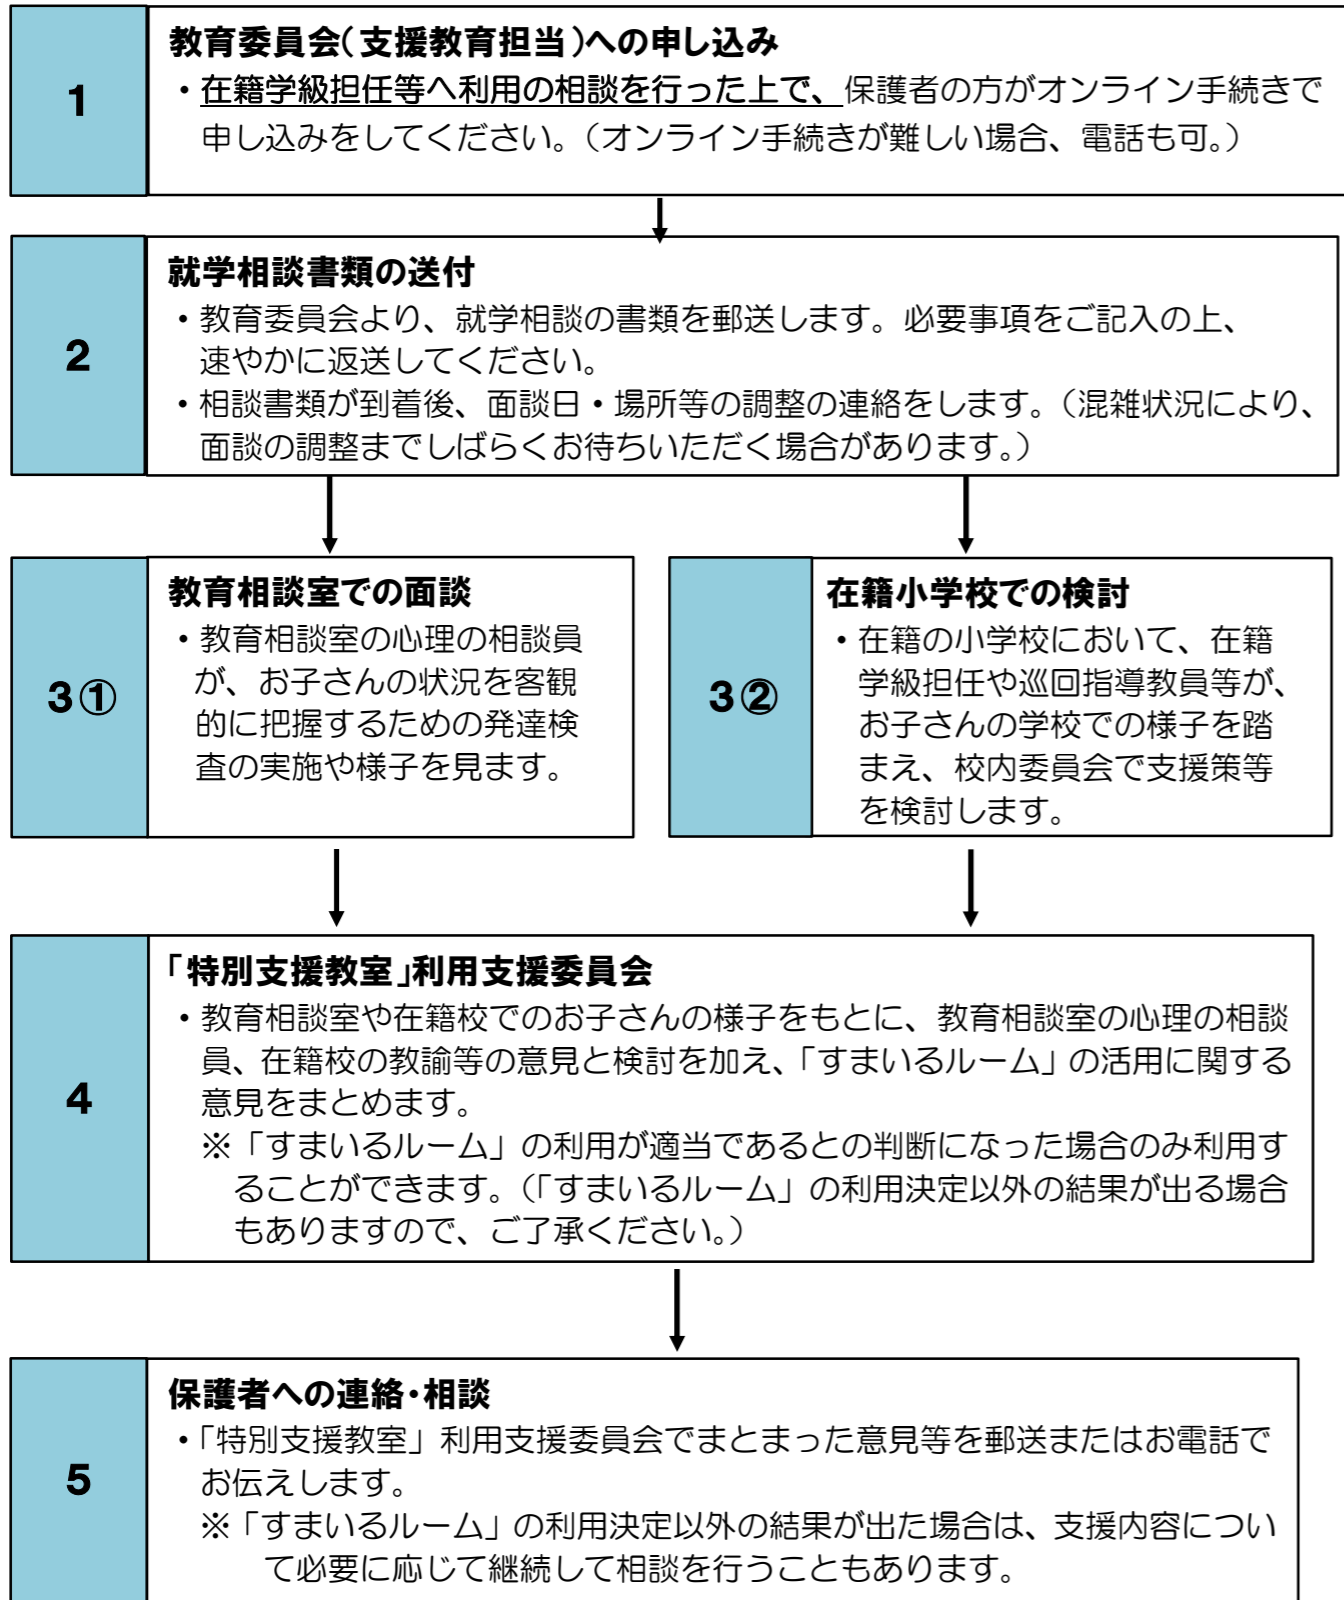 1
教育委員会(支援教育担当)への申し込み
・在籍学級担任等へ利用の相談を行った上で、保護者の方がオンライン手続きで
申し込みをしてください。（オンライン手続きが難しい場合、電話も可。）
2
就学相談書類の送付
・教育委員会より、就学相談の書類を郵送します。必要事項をご記入の上、
速やかに返送してください。
・相談書類が到着後、面談日・場所等の調整の連絡をします。（混雑状況により、
面談の調整までしばらくお待ちいただく場合があります。）
3①
教育相談室での面談
・教育相談室の心理の相談員
が、お子さんの状況を客観
的に把握するための発達検
査の実施や様子を見ます。
3②
在籍小学校での検討
・在籍の小学校において、在籍
学級担任や巡回指導教員等が、
お子さんの学校での様子を踏
まえ、校内委員会で支援策等
を検討します。
4
「特別支援教室」利用支援委員会
・教育相談室や在籍校でのお子さんの様子をもとに、教育相談室の心理の相談
員、在籍校の教諭等の意見と検討を加え、「すまいるルーム」の活用に関する
意見をまとめます。
※「すまいるルーム」の利用が適当であるとの判断になった場合のみ利用す
ることができます。（「すまいるルーム」の利用決定以外の結果が出る場合
もありますので、ご了承ください。）
5
保護者への連絡・相談
・「特別支援教室」利用支援委員会でまとまった意見等を郵送またはお電話で
お伝えします。
※「すまいるルーム」の利用決定以外の結果が出た場合は、支援内容につい
て必要に応じて継続して相談を行うこともあります。